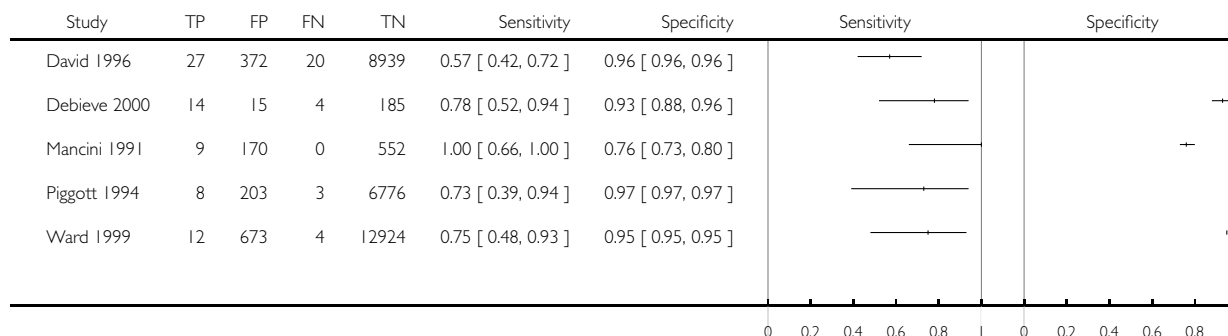 Study TP FP FN TN Sensitivity Specificity Sensitivity Specificity
David 1996 27 372 20 8939 0.57 [ 0.42, 0.72 ] 0.96 [ 0.96, 0.96 ]
Debieve 2000 14 15 4 185 0.78 [ 0.52, 0.94 ] 0.93 [ 0.88, 0.96 ]
Mancini 1991 9 170 0 552 1.00 [ 0.66, 1.00 ] 0.76 [ 0.73, 0.80 ]
Piggott 1994 8 203 3 6776 0.73 [ 0.39, 0.94 ] 0.97 [ 0.97, 0.97 ]
Ward 1999 12 673 4 12924 0.75 [ 0.48, 0.93 ] 0.95 [ 0.95, 0.95 ]
0 0.2 0.4 0.6 0.8 1 0 0.2 0.4 0.6 0.8